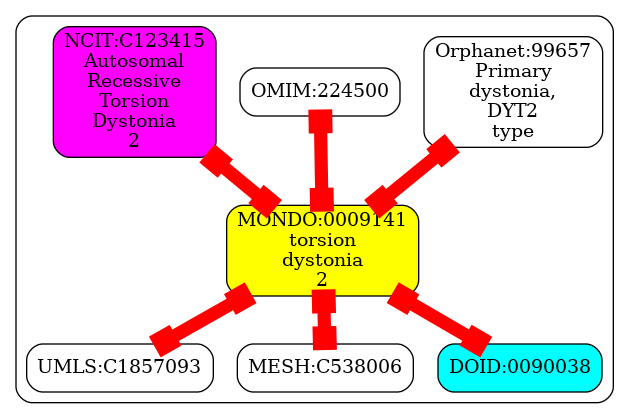 NCIT:C123415
Autosomal
Recessive
Torsion
Dystonia
2
OMIM:224500
Orphanet:99657
Primary
dystonia,
DYT2
type
MONDO:0009141
torsion
dystonia
2
UMLS:C1857093
MESH:C538006
DOID:0090038